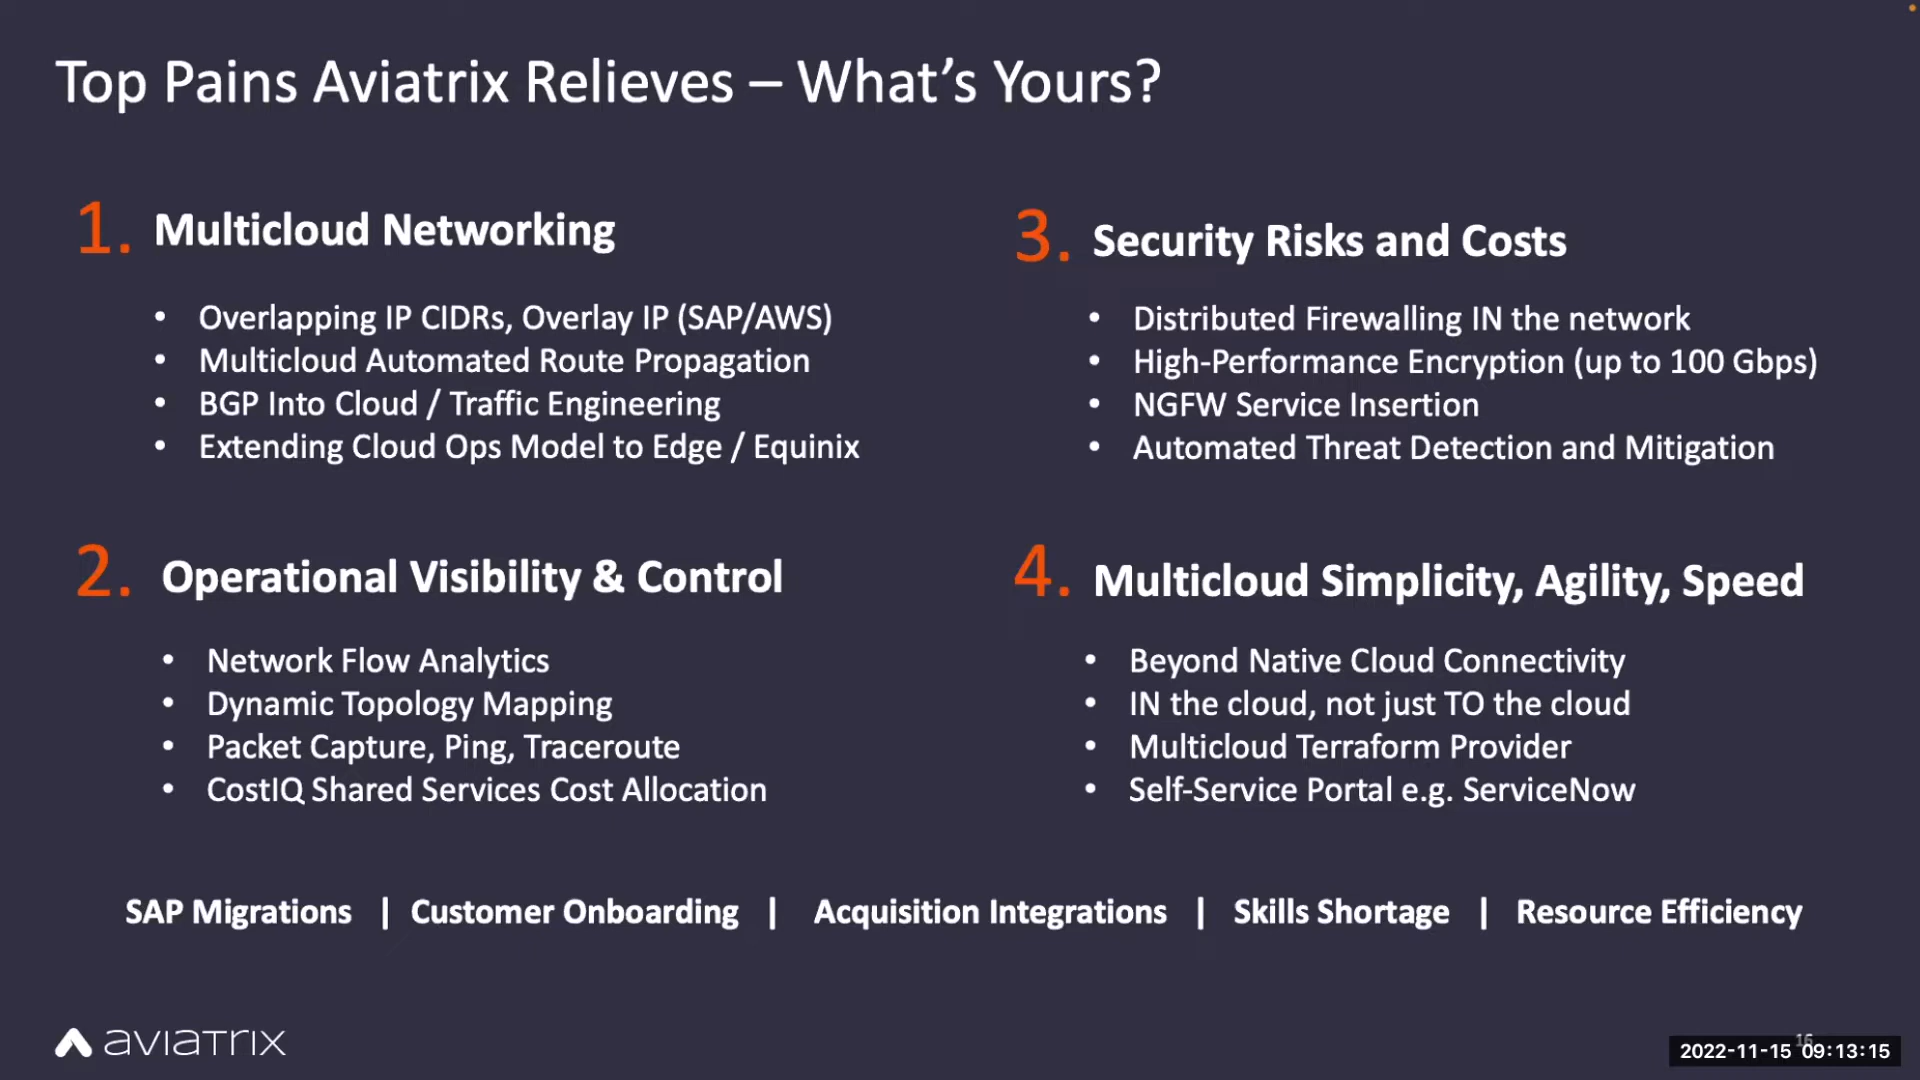 Top Pains Aviatrix Relieves – What's Yours?
1. Multicloud Networking
• Overlapping IP CIDRs, Overlay IP (SAP/AWS)
• Multicloud Automated Route Propagation
• BGP Into Cloud / Traffic Engineering
• Extending Cloud Ops Model to Edge / Equinix
2. Operational Visibility & Control
• Network Flow Analytics
• Dynamic Topology Mapping
• Packet Capture, Ping, Traceroute
• CostIQ Shared Services Cost Allocation
3. Security Risks and Costs
• Distributed Firewalling IN the network
• High-Performance Encryption (up to 100 Gbps)
• NGFW Service Insertion
• Automated Threat Detection and Mitigation
4. Multicloud Simplicity, Agility, Speed
• Beyond Native Cloud Connectivity
• IN the cloud, not just TO the cloud
• Multicloud Terraform Provider
• Self-Service Portal e.g. ServiceNow
SAP Migrations | Customer Onboarding | Acquisition Integrations | Skills Shortage | Resource Efficiency
aviatrix
16
2022-11-15 09:13:15